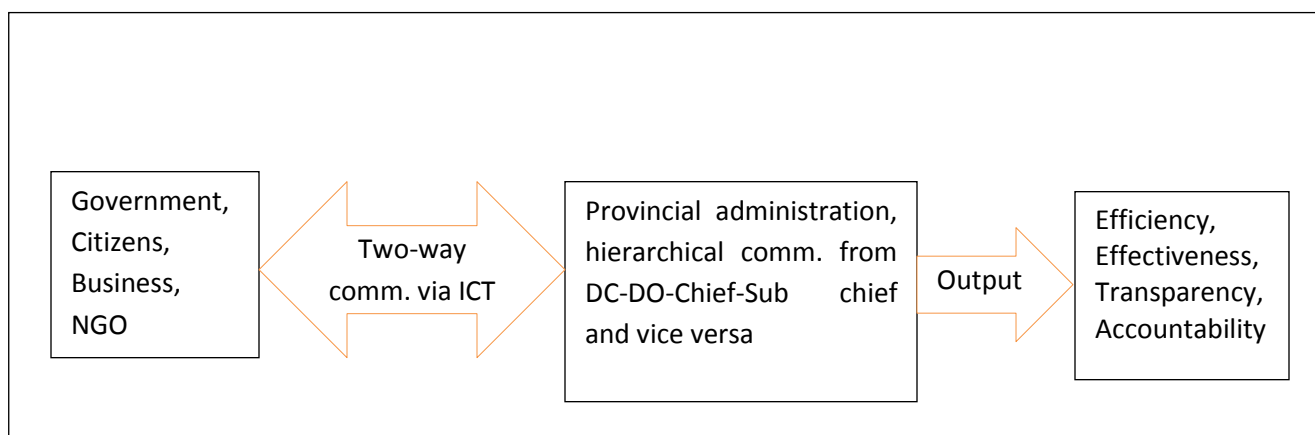 Government,
Citizens,
Business,
NGO
Two-way
comm. via ICT
Provincial administration,
hierarchical comm. from
DC-DO-Chief-Sub chief
and vice versa
Output
Efficiency,
Effectiveness,
Transparency,
Accountability